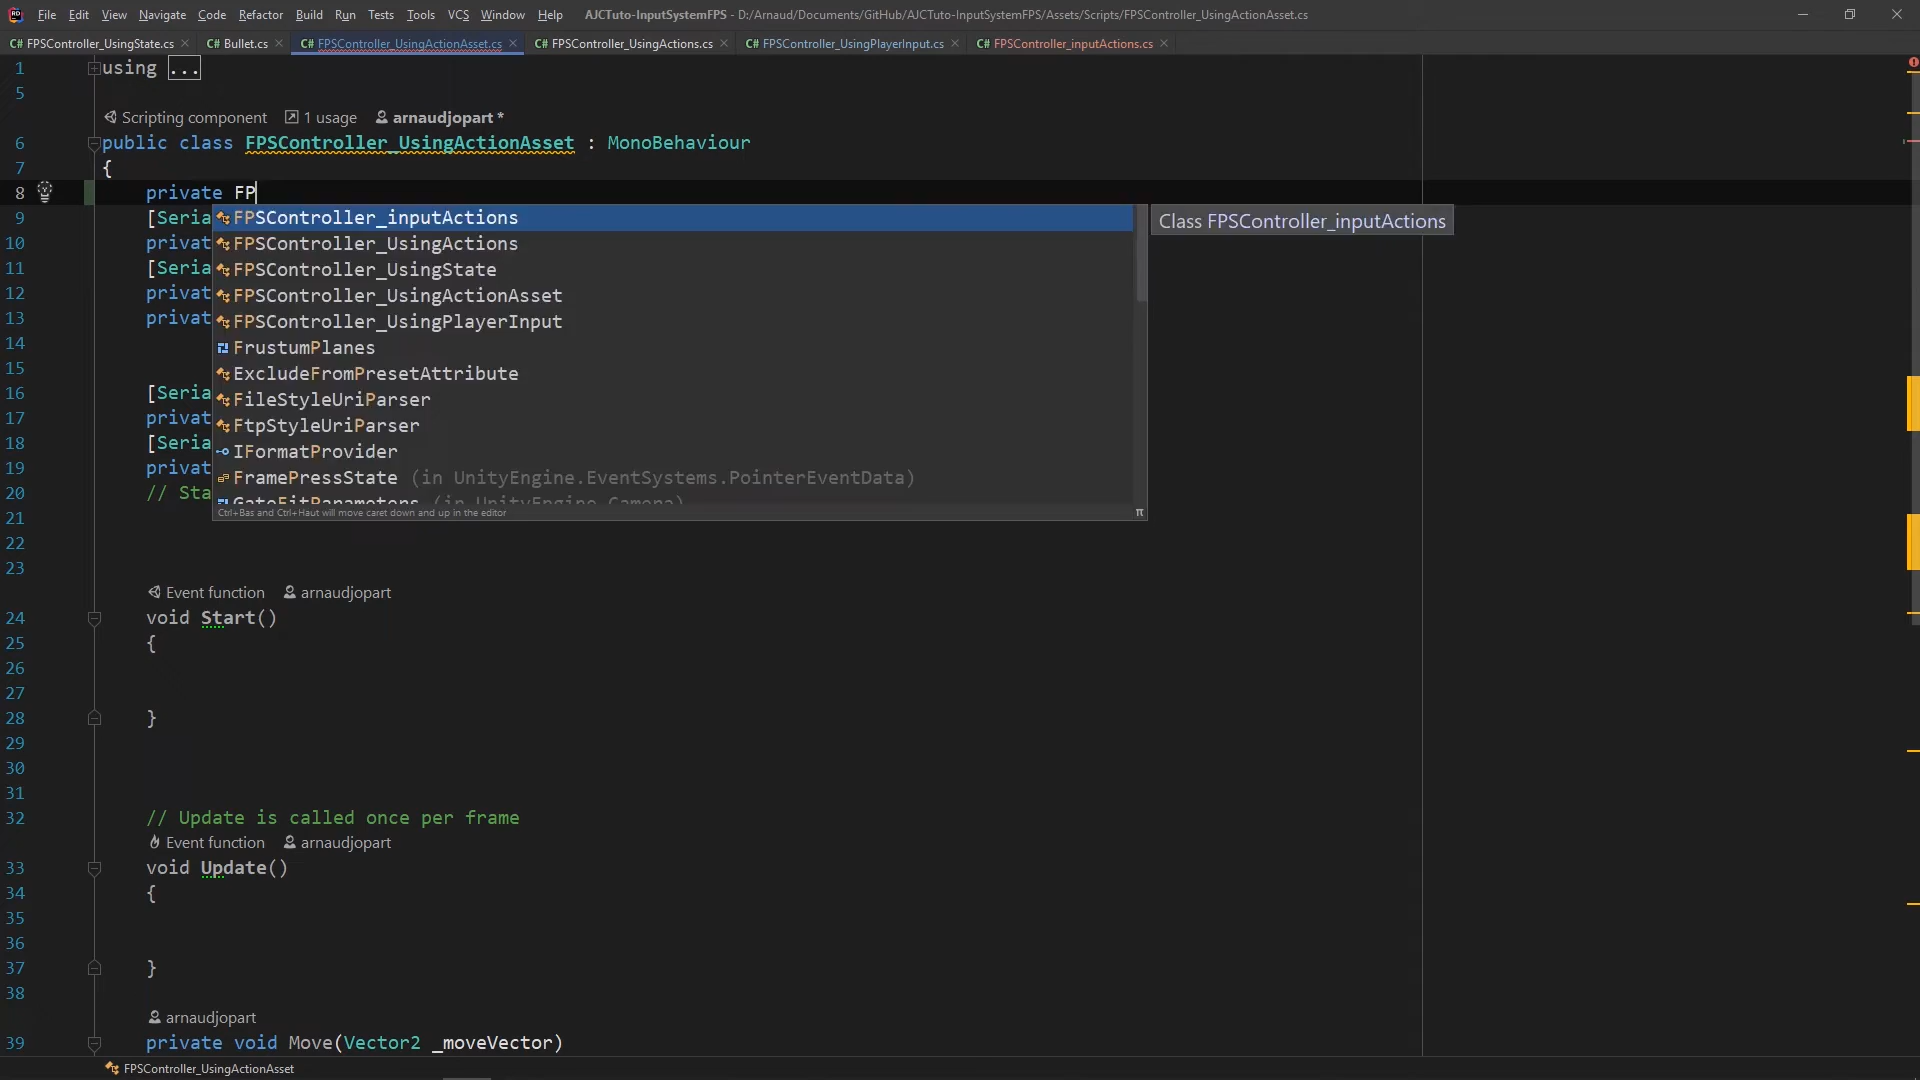 File Edit View Navigate Code Refactor Build Run Tests Tools VCS Window Help AJCTuto-InputSystemFPS - D:/Arnaud/Documents/GitHub/AJCTuto-InputSystemFPS/Assets/Scripts/FPSController_UsingActionAsset.cs
C# FPSController_UsingState.cs C# Bullet.cs C# FPSController_UsingActionAsset.cs C# FPSController_UsingActions.cs C# FPSController_UsingPlayerInput.cs C# FPSController_inputActions.cs
1 using ...
5
Scripting component 1 usage arnaudjopart *
6 public class FPSController_UsingActionAsset : MonoBehaviour
7 {
8 private FP
9 [Seria FPSController_inputActions Class FPSController_inputActions
10 privat FPSController_UsingActions
11 [Seria FPSController_UsingState
12 privat FPSController_UsingActionAsset
13 privat FPSController_UsingPlayerInput
14 FrustumPlanes
15 ExcludeFromPresetAttribute
16 [Seria FileStyleUriParser
17 privat FtpStyleUriParser
18 [Seria IFormatProvider
19 privat FramePressState (in UnityEngine.EventSystems.PointerEventData)
20 // Sta GateFitParameters (in UnityEngine.Camera)
Ctrl+Bas and Ctrl+Haut will move caret down and up in the editor π
21
22
23
Event function arnaudjopart
24 void Start()
25 {
26
27
28 }
29
30
31
32 // Update is called once per frame
Event function arnaudjopart
33 void Update()
34 {
35
36
37 }
38
arnaudjopart
39 private void Move(Vector2 _moveVector)
FPSController_UsingActionAsset